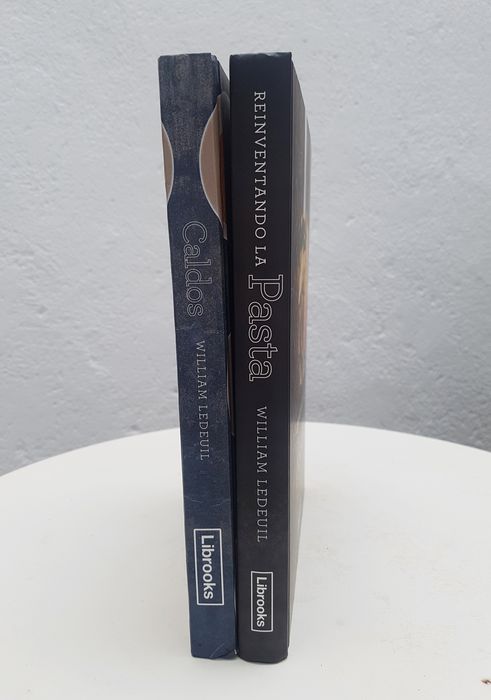 Caldos
WILLIAM LEDEUIL
Librooks
REINVENTANDO LA
Pasta
WILLIAM LEDEUIL
Librooks